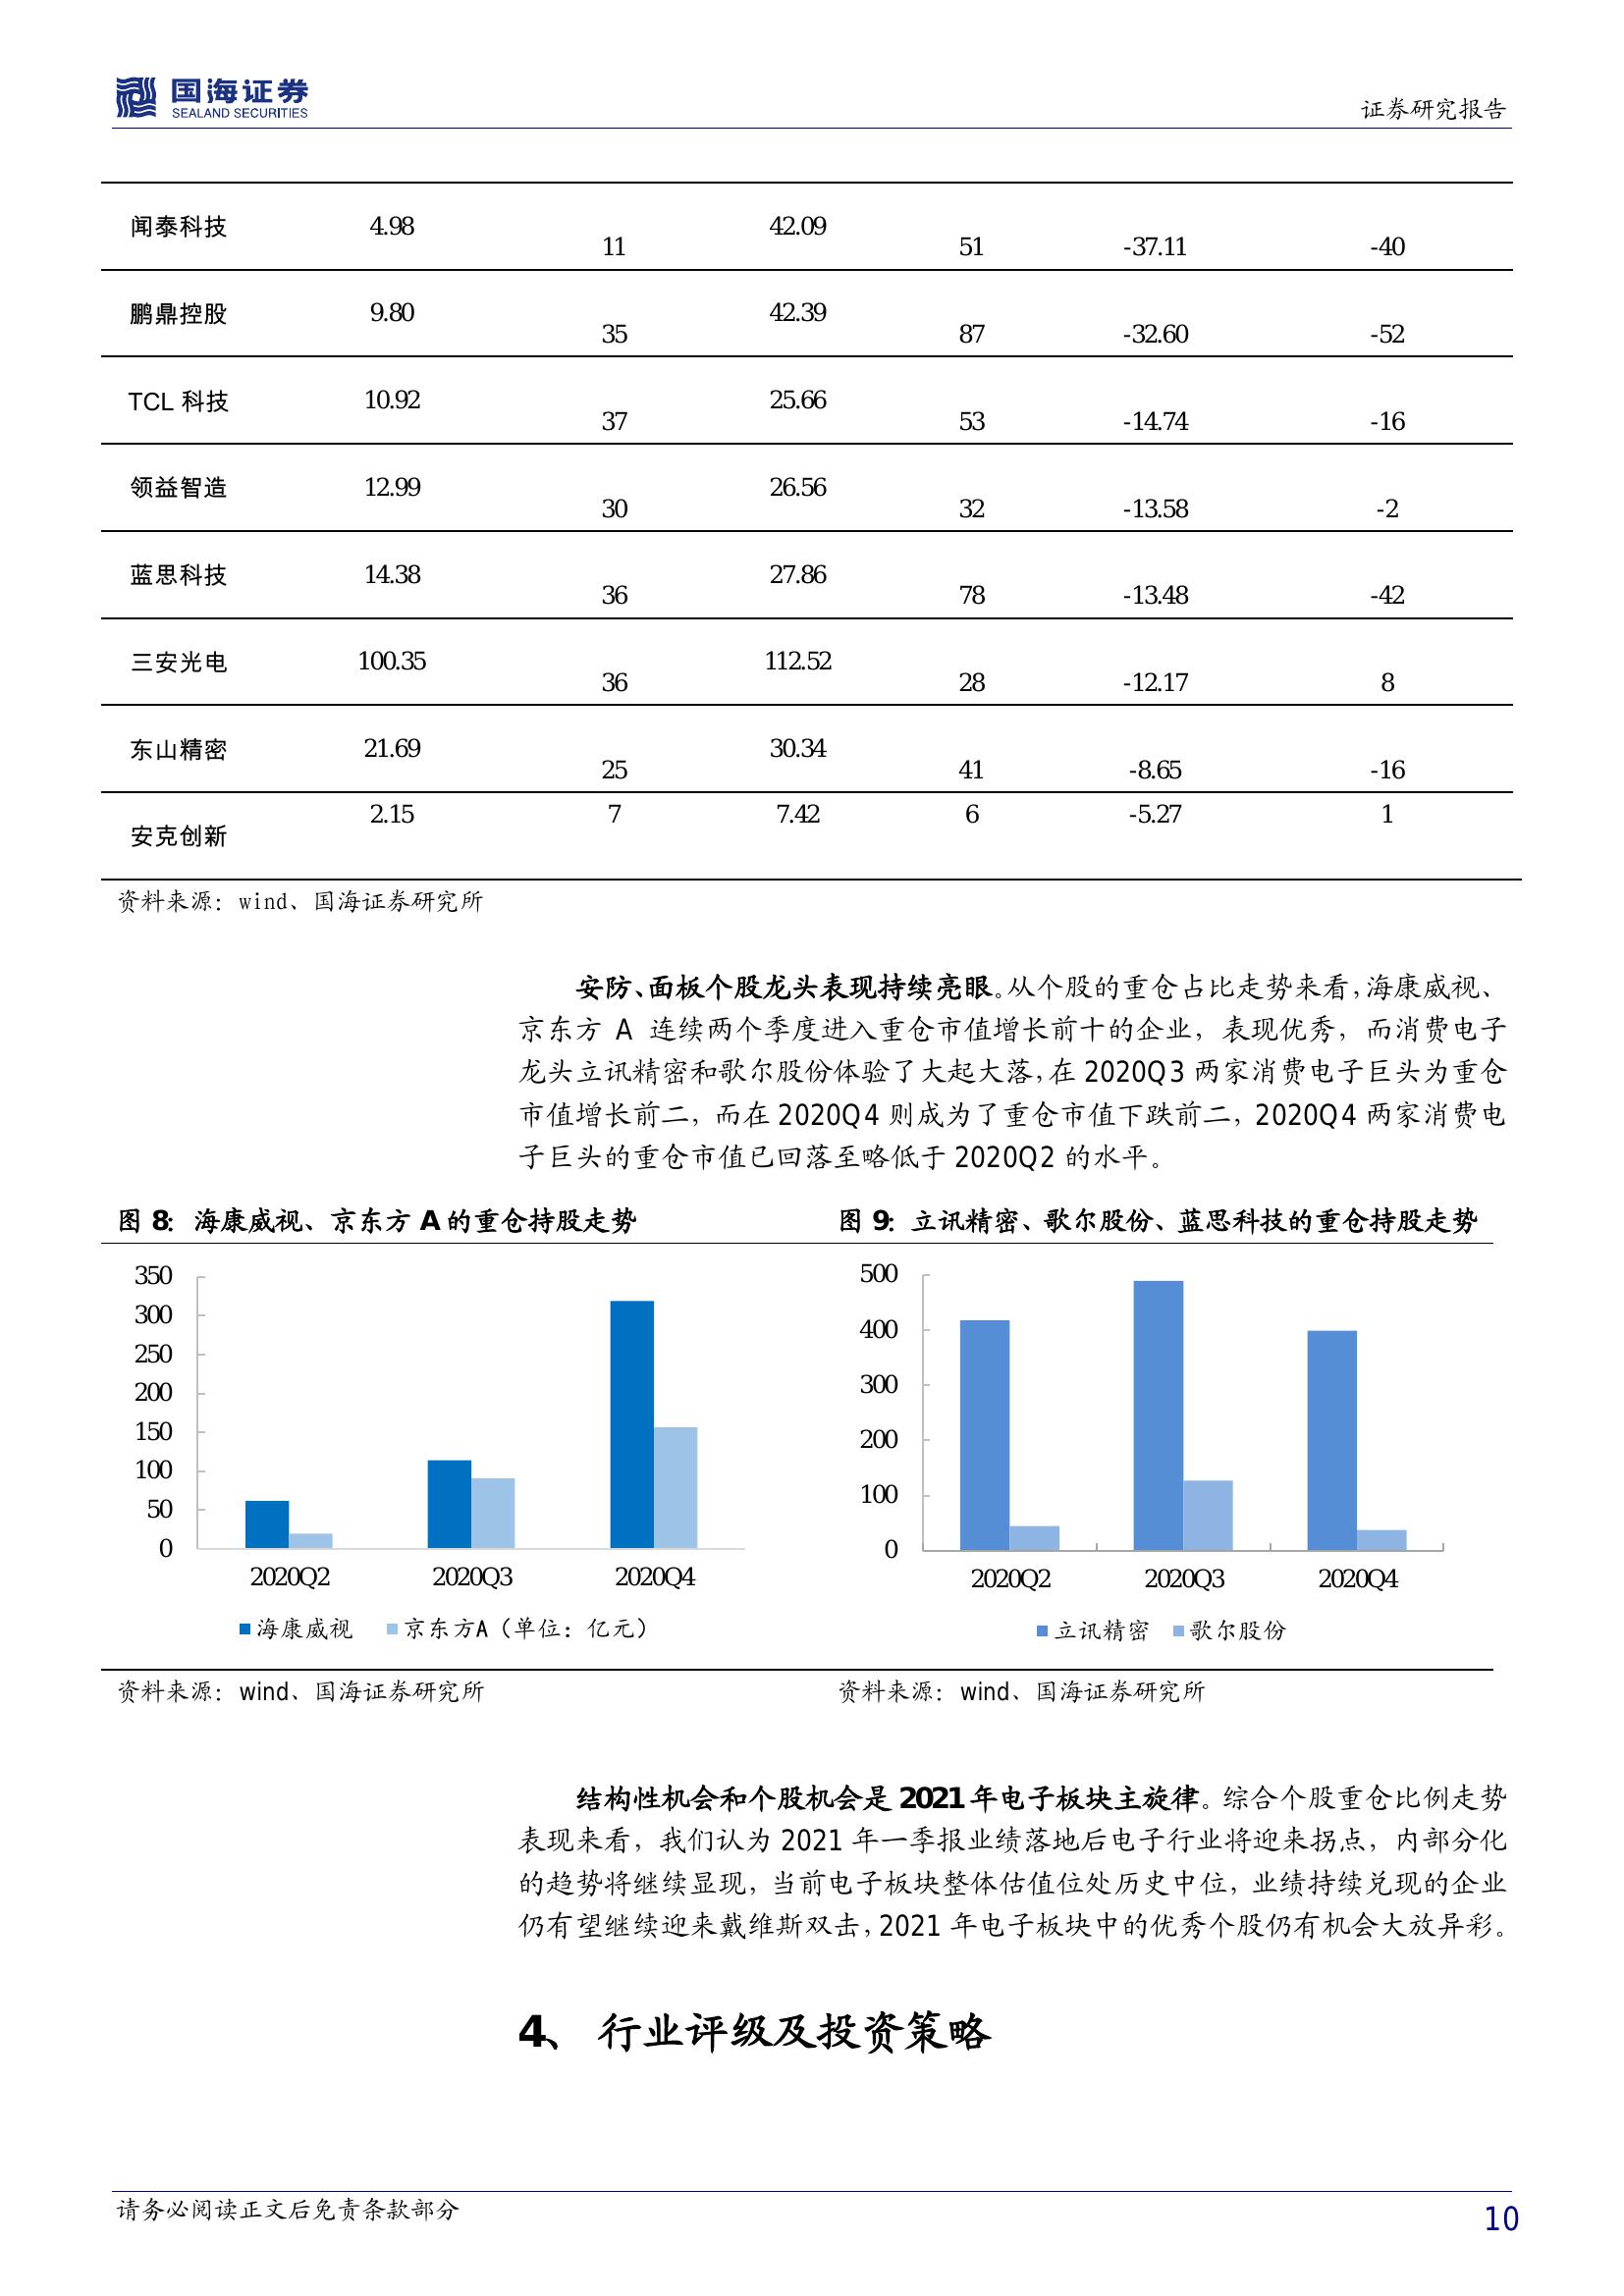 国海证券
SEALAND SECURITIES
证券研究报告
闻泰科技 4.98 11 42.09 51 -37.11 -40
鹏鼎控股 9.80 35 42.39 87 -32.60 -52
TCL 科技 10.92 37 25.66 53 -14.74 -16
领益智造 12.99 30 26.56 32 -13.58 -2
蓝思科技 14.38 36 27.86 78 -13.48 -42
三安光电 100.35 36 112.52 28 -12.17 8
东山精密 21.69 25 30.34 41 -8.65 -16
安克创新 2.15 7 7.42 6 -5.27 1
资料来源：wind、国海证券研究所
安防、面板个股龙头表现持续亮眼。从个股的重仓占比走势来看，海康威视、
京东方 A 连续两个季度进入重仓市值增长前十的企业，表现优秀，而消费电子
龙头立讯精密和歌尔股份体验了大起大落，在 2020Q3 两家消费电子巨头为重仓
市值增长前二，而在 2020Q4 则成为了重仓市值下跌前二，2020Q4 两家消费电
子巨头的重仓市值已回落至略低于 2020Q2 的水平。
图 8：海康威视、京东方 A 的重仓持股走势
350
300
250
200
150
100
50
0
2020Q2 2020Q3 2020Q4
海康威视 京东方A（单位：亿元）
资料来源：wind、国海证券研究所
图 9：立讯精密、歌尔股份、蓝思科技的重仓持股走势
500
400
300
200
100
0
2020Q2 2020Q3 2020Q4
立讯精密 歌尔股份
资料来源：wind、国海证券研究所
结构性机会和个股机会是 2021 年电子板块主旋律。综合个股重仓比例走势
表现来看，我们认为 2021 年一季报业绩落地后电子行业将迎来拐点，内部分化
的趋势将继续显现，当前电子板块整体估值位处历史中位，业绩持续兑现的企业
仍有望继续迎来戴维斯双击，2021 年电子板块中的优秀个股仍有机会大放异彩。
4、 行业评级及投资策略
请务必阅读正文后免责条款部分
10